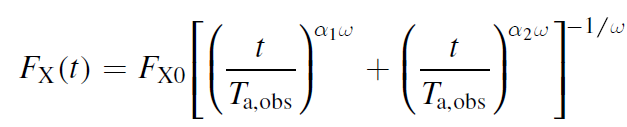 F_X(t) = F_X0 [ ( t / T_a,obs )^{α₁ω} + ( t / T_a,obs )^{α₂ω} ]^{-1/ω}